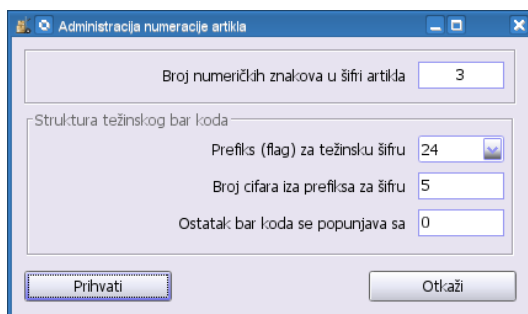 Administracija numeracije artikla
Broj numeričkih znakova u šifri artikla 3
Struktura težinskog bar koda
Prefiks (flag) za težinsku šifru 24
Broj cifara iza prefiksa za šifru 5
Ostatak bar koda se popunjava sa 0
Prihvati Otkaži